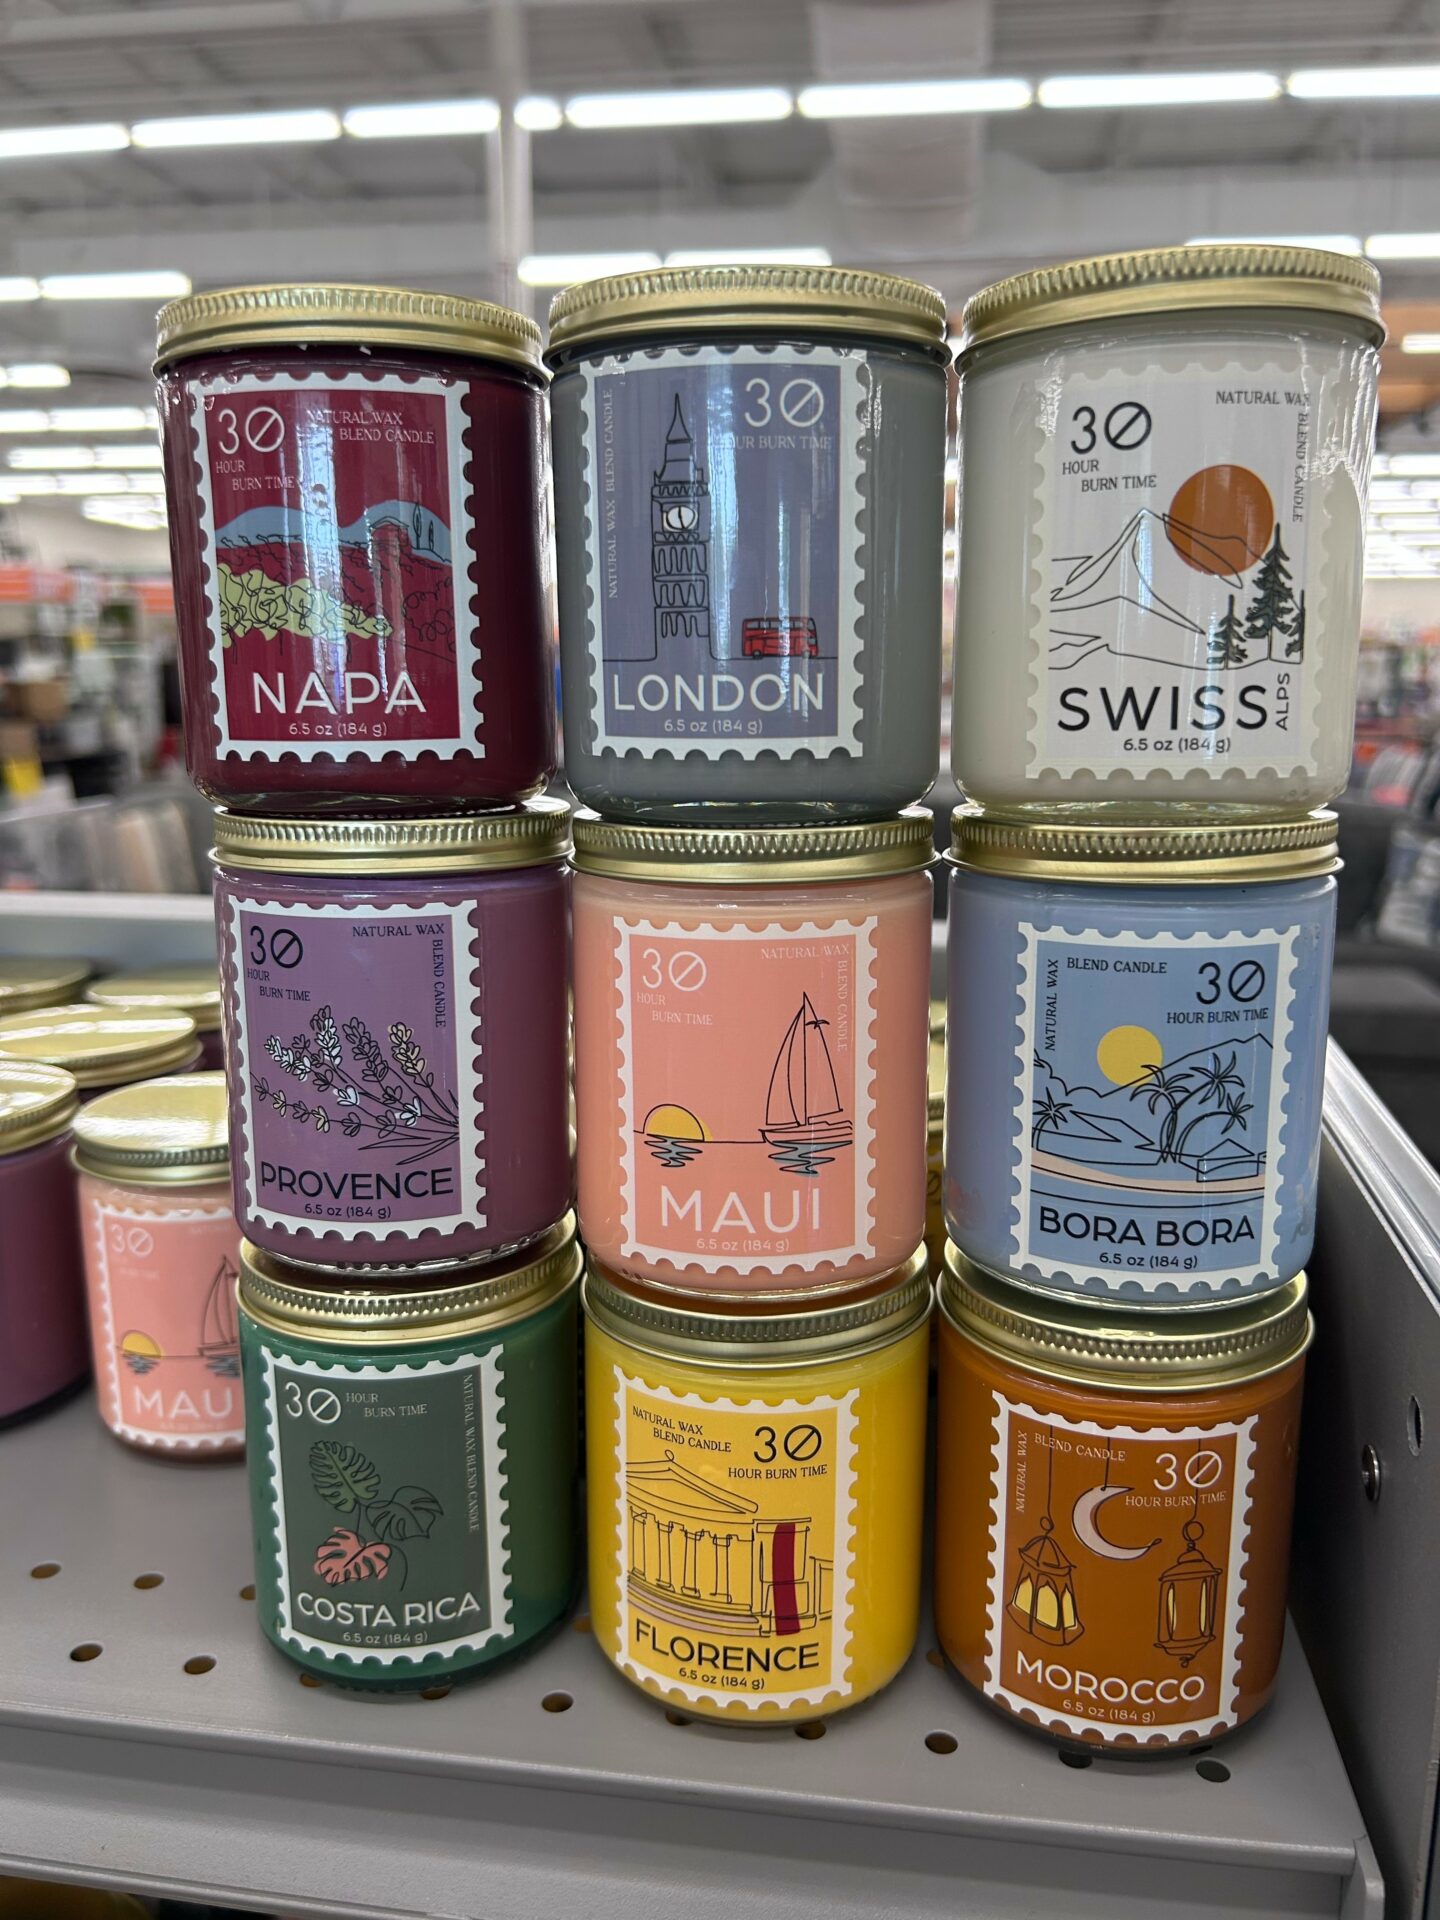 30
NATURAL WAX
BLEND CANDLE
HOUR
BURN TIME
NAPA
6.5 oz (184 g)
NATURAL WAX BLEND CANDLE
30
HOUR BURN TIME
LONDON
6.5 oz (184 g)
30
HOUR
BURN TIME
NATURAL WAX
BLEND CANDLE
SWISS
ALPS
6.5 oz (184 g)
30
HOUR
BURN TIME
NATURAL WAX
BLEND CANDLE
PROVENCE
6.5 oz (184 g)
30
HOUR
BURN TIME
NATURAL WAX
BLEND CANDLE
MAUI
6.5 oz (184 g)
NATURAL WAX
BLEND CANDLE
30
HOUR BURN TIME
BORA BORA
6.5 oz (184 g)
30
MAU
30
HOUR
BURN TIME
NATURAL WAX BLEND CANDLE
COSTA RICA
6.5 oz (184 g)
NATURAL WAX
BLEND CANDLE
30
HOUR BURN TIME
FLORENCE
6.5 oz (184 g)
NATURAL WAX
BLEND CANDLE
30
HOUR BURN TIME
MOROCCO
6.5 oz (184 g)